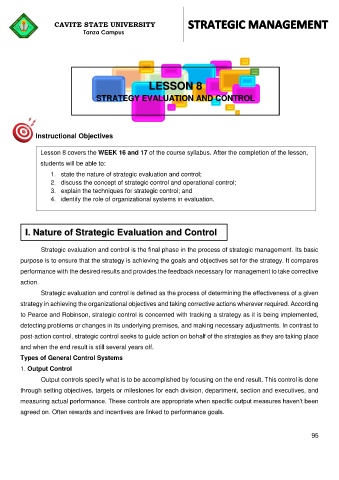 CAVITE STATE UNIVERSITY
Tanza Campus
STRATEGIC MANAGEMENT
LESSON 8
STRATEGY EVALUATION AND CONTROL
Instructional Objectives
Lesson 8 covers the WEEK 16 and 17 of the course syllabus. After the completion of the lesson,
students will be able to:
1. state the nature of strategic evaluation and control;
2. discuss the concept of strategic control and operational control;
3. explain the techniques for strategic control; and
4. identify the role of organizational systems in evaluation.
I. Nature of Strategic Evaluation and Control
Strategic evaluation and control is the final phase in the process of strategic management. Its basic
purpose is to ensure that the strategy is achieving the goals and objectives set for the strategy. It compares
performance with the desired results and provides the feedback necessary for management to take corrective
action.
Strategic evaluation and control is defined as the process of determining the effectiveness of a given
strategy in achieving the organizational objectives and taking corrective actions wherever required. According
to Pearce and Robinson, strategic control is concerned with tracking a strategy as it is being implemented,
detecting problems or changes in its underlying premises, and making necessary adjustments. In contrast to
post-action control, strategic control seeks to guide action on behalf of the strategies as they are taking place
and when the end result is still several years off.
Types of General Control Systems
1. Output Control
Output controls specify what is to be accomplished by focusing on the end result. This control is done
through setting objectives, targets or milestones for each division, department, section and executives, and
measuring actual performance. These controls are appropriate when specific output measures haven't been
agreed on. Often rewards and incentives are linked to performance goals.
95